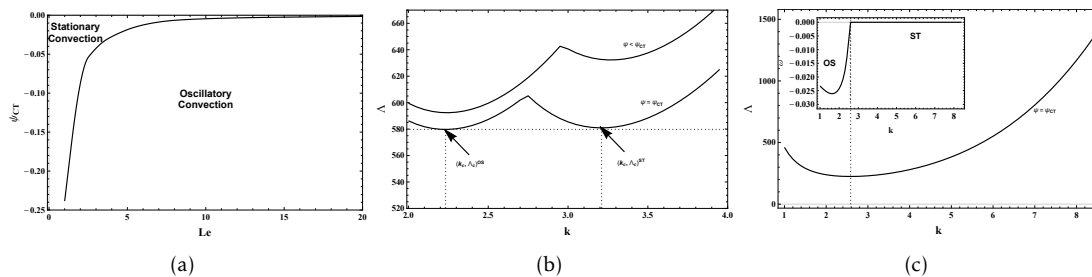 0.00
−0.05
−0.10
−0.15
−0.20
−0.25
ψCT
Stationary
Convection
Oscillatory
Convection
0 5 10 15 20
Le
(a)
660
640
620
600
580
560
540
520
Λ
ψ < ψCT
ψ = ψCT
(kc, Λc)OS
(kc, Λc)ST
2.0 2.5 3.0 3.5 4.0
k
(b)
1500
1000
500
0
Λ
0.000
−0.005
−0.010
−0.015
−0.020
−0.025
−0.030
ω
OS
ST
1 2 3 4 5 6 7 8
k
ψ = ψCT
1 2 3 4 5 6 7 8
k
(c)